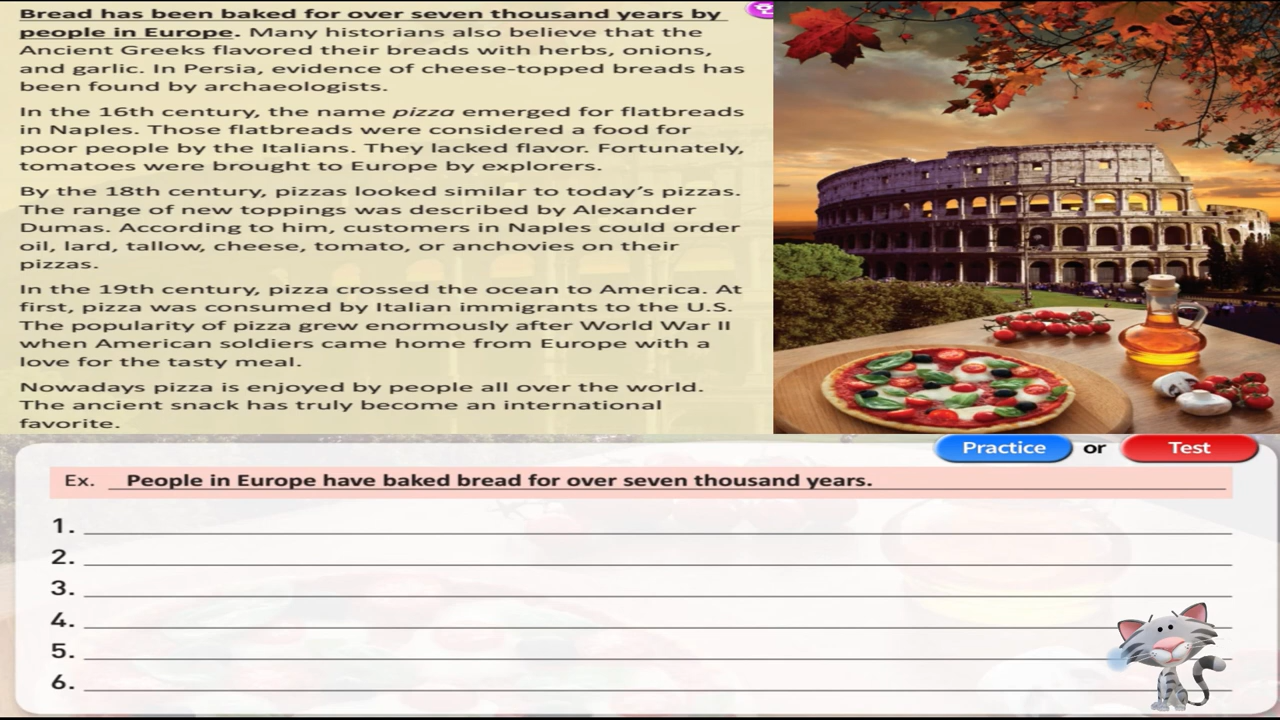 Bread has been baked for over seven thousand years by
people in Europe. Many historians also believe that the
Ancient Greeks flavored their breads with herbs, onions,
and garlic. In Persia, evidence of cheese-topped breads has
been found by archaeologists.
In the 16th century, the name pizza emerged for flatbreads
in Naples. Those flatbreads were considered a food for
poor people by the Italians. They lacked flavor. Fortunately,
tomatoes were brought to Europe by explorers.
By the 18th century, pizzas looked similar to today's pizzas.
The range of new toppings was described by Alexander
Dumas. According to him, customers in Naples could order
oil, lard, tallow, cheese, tomato, or anchovies on their
pizzas.
In the 19th century, pizza crossed the ocean to America. At
first, pizza was consumed by Italian immigrants to the U.S.
The popularity of pizza grew enormously after World War II
when American soldiers came home from Europe with a
love for the tasty meal.
Nowadays pizza is enjoyed by people all over the world.
The ancient snack has truly become an international
favorite.
Practice or Test
Ex. People in Europe have baked bread for over seven thousand years.
1.
2.
3.
4.
5.
6.